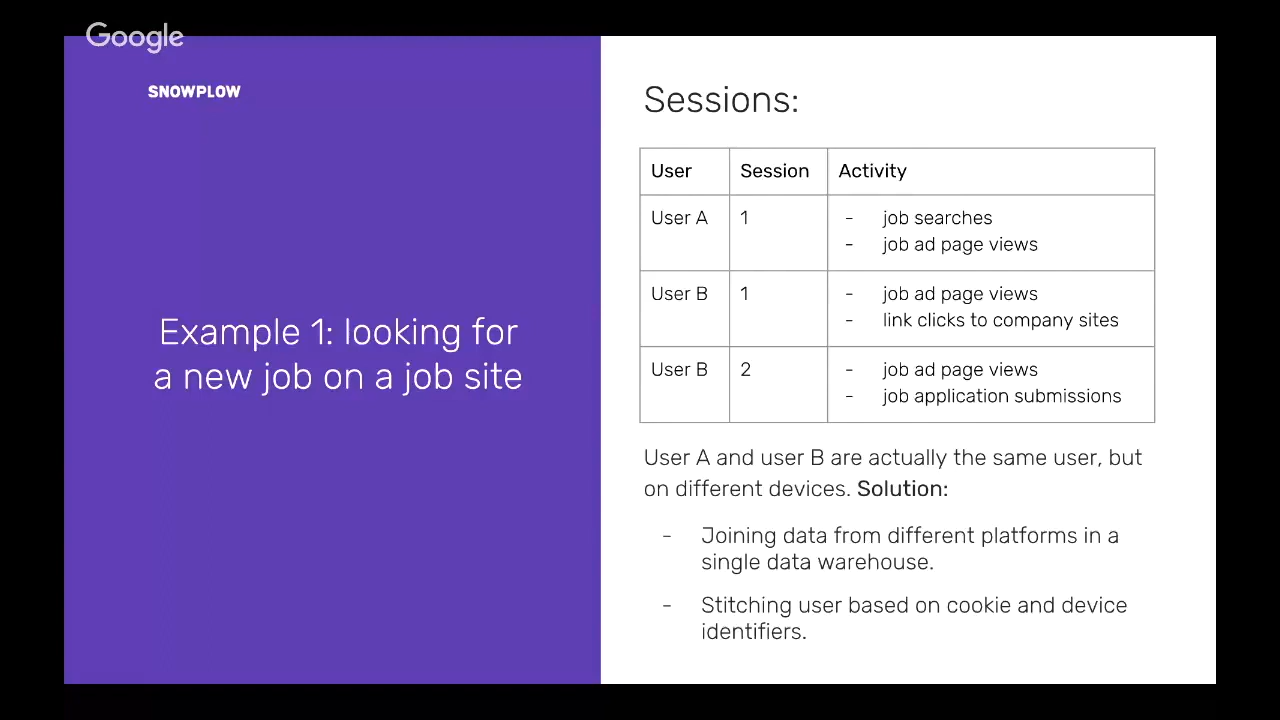 Google
SNOWPLOW
Example 1: looking for
a new job on a job site
Sessions:
User Session Activity
User A 1 - job searches
- job ad page views
User B 1 - job ad page views
- link clicks to company sites
User B 2 - job ad page views
- job application submissions
User A and user B are actually the same user, but
on different devices. Solution:
- Joining data from different platforms in a
single data warehouse.
- Stitching user based on cookie and device
identifiers.